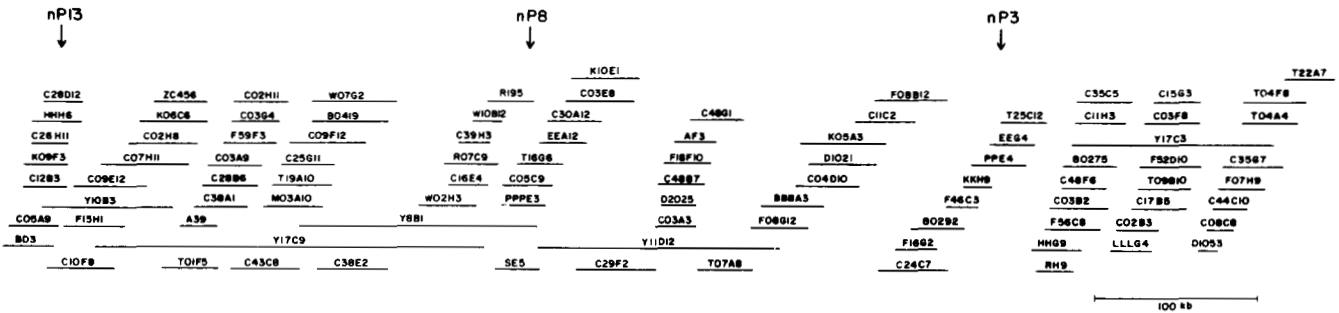 nP13 nP8 nP3
K10E1 T22A7
C28D12 ZC456 C02H11 W07G2 R195 C03E8 F08B12 C35C5 C15G3 T04F8
HHH6 K06C6 C03G4 B0419 W10B12 C30A12 C48G1 C11C2 T25C12 C11H3 C03F8 T04A4
C26H11 C02H8 F59F3 C09F12 C39H3 EEA12 AF3 K05A3 EEG4 Y17C3
K09F3 C07H11 C03A9 C25G11 R07C9 T16G6 F18F10 D1021 PPE4 B0275 F52D10 C35G7
C12B3 C09E12 C28B6 T19A10 C16E4 C05C9 C48B7 C04D10 KKH9 C48F6 T09B10 F07H9
Y10B3 C38A1 M03A10 W02H3 PPPE3 D2025 BBBA3 F46C3 C03B2 C17B5 C44C10
C05A9 F15H1 A39 Y8B1 C03A3 F08G12 B0292 F56C8 C02B3 C08C8
BD3 Y17C9 Y11D12 F16G2 HHG9 LLLG4 D1053
C10F8 T01F5 C43C8 C38E2 SE5 C29F2 T07A8 C24C7 RH9
100 kb